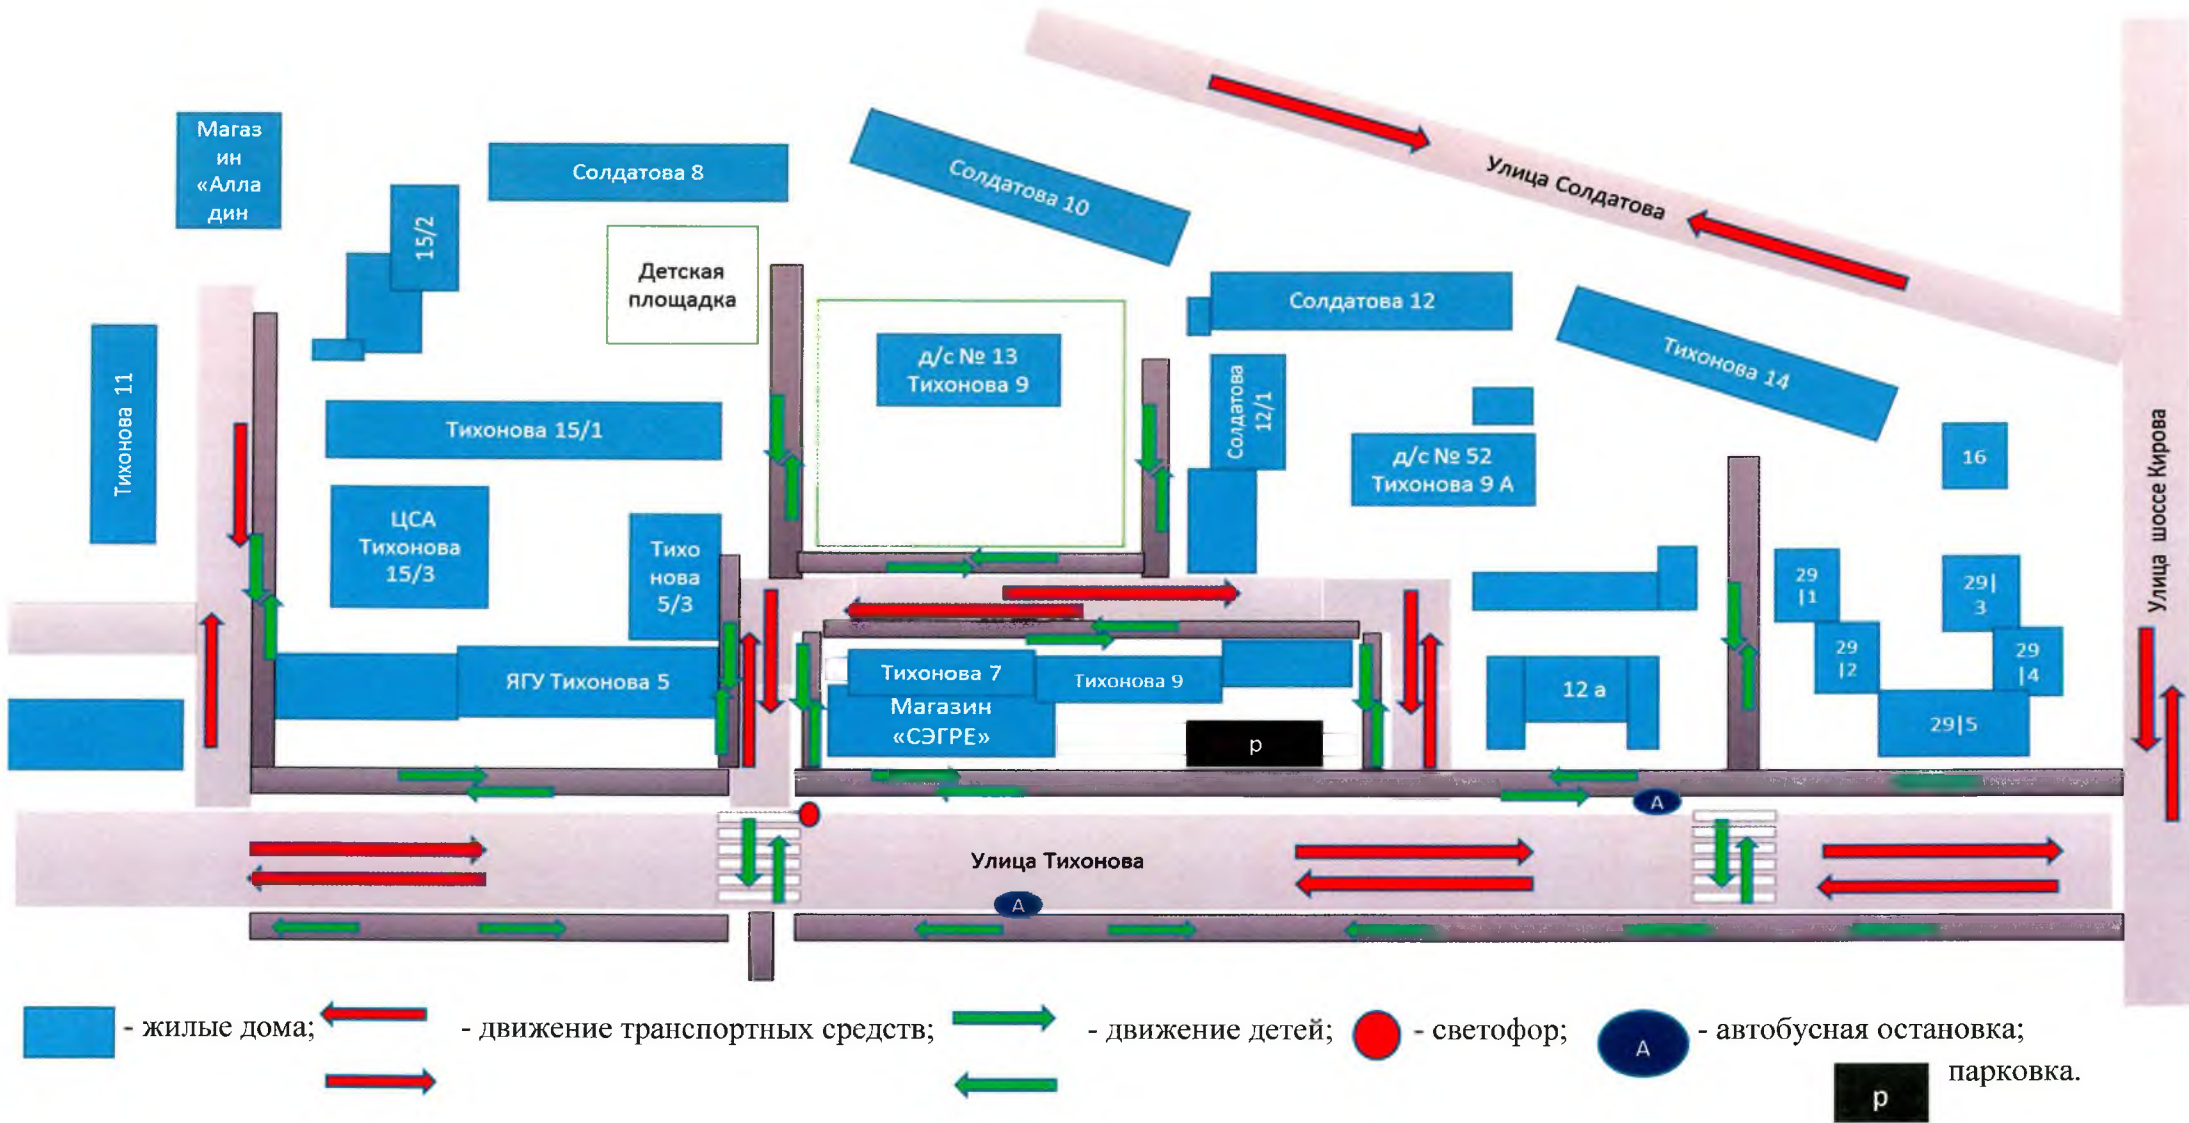 Улица Солдатова
Магаз
ин
«Алла
дин
Солдатова 8
Солдатова 10
15/2
Детская
площадка
Солдатова 12
Тихонова 14
Тихонова 11
д/с № 13
Тихонова 9
Солдатова
12/1
Тихонова 15/1
д/с № 52
Тихонова 9 А
16
Улица шоссе Кирова
ЦСА
Тихонова
15/3
Тихо
нова
5/3
29
|1
29|
3
29
|2
29
|4
ЯГУ Тихонова 5
Тихонова 7
Тихонова 9
12 а
Магазин
«СЭГРЕ»
р
29|5
А
Улица Тихонова
А
- жилые дома;
- движение транспортных средств;
- движение детей;
- светофор;
А
- автобусная остановка;
р
парковка.